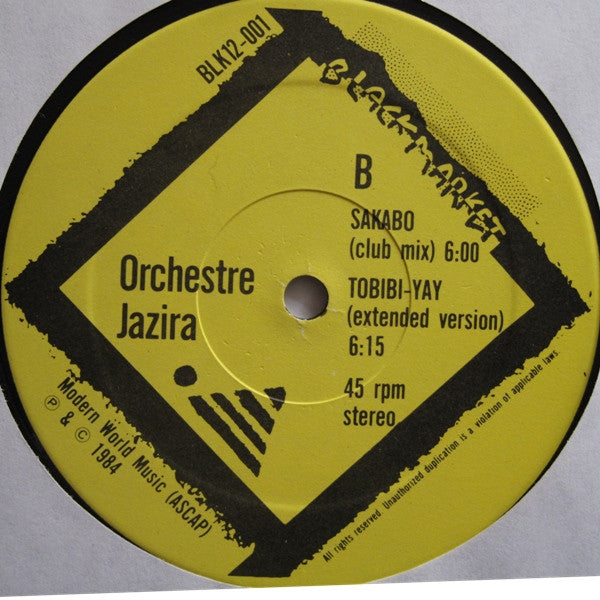 BLK12-001
BLACKMARKET
B
SAKABO
(club mix) 6:00
TOBIBI-YAY
(extended version)
6:15
45 rpm
stereo
Orchestre
Jazira
Modern World Music (ASCAP)
℗ & © 1984
All rights reserved. Unauthorized duplication is a violation of applicable laws.